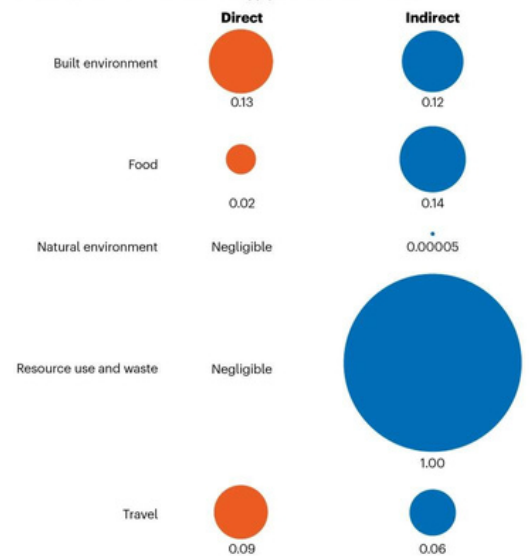 Direct Indirect
Built environment
0.13 0.12
Food
0.02 0.14
Natural environment Negligible 0.00005
Resource use and waste Negligible
1.00
Travel
0.09 0.06